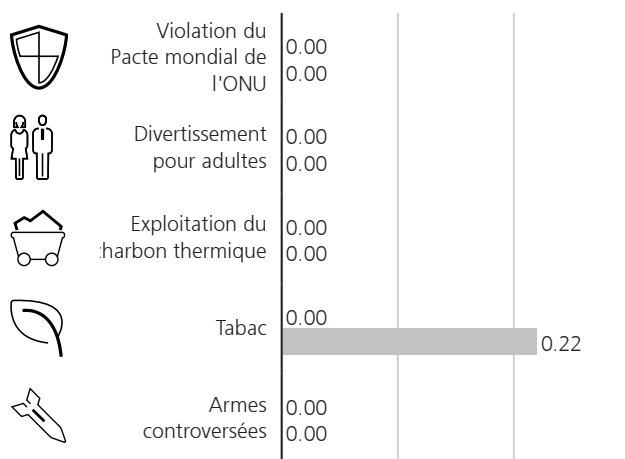 Violation du
Pacte mondial de
l'ONU
0.00
0.00
Divertissement
pour adultes
0.00
0.00
Exploitation du
harbon thermique
0.00
0.00
Tabac
0.00
0.22
Armes
controversées
0.00
0.00